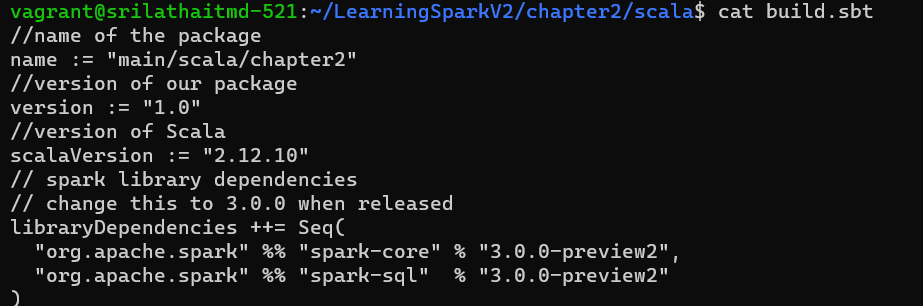 vagrant@srilathaitmd-521:~/LearningSparkV2/chapter2/scala$ cat build.sbt
//name of the package
name := "main/scala/chapter2"
//version of our package
version := "1.0"
//version of Scala
scalaVersion := "2.12.10"
// spark library dependencies
// change this to 3.0.0 when released
libraryDependencies ++= Seq(
  "org.apache.spark" %% "spark-core" % "3.0.0-preview2",
  "org.apache.spark" %% "spark-sql"  % "3.0.0-preview2"
)